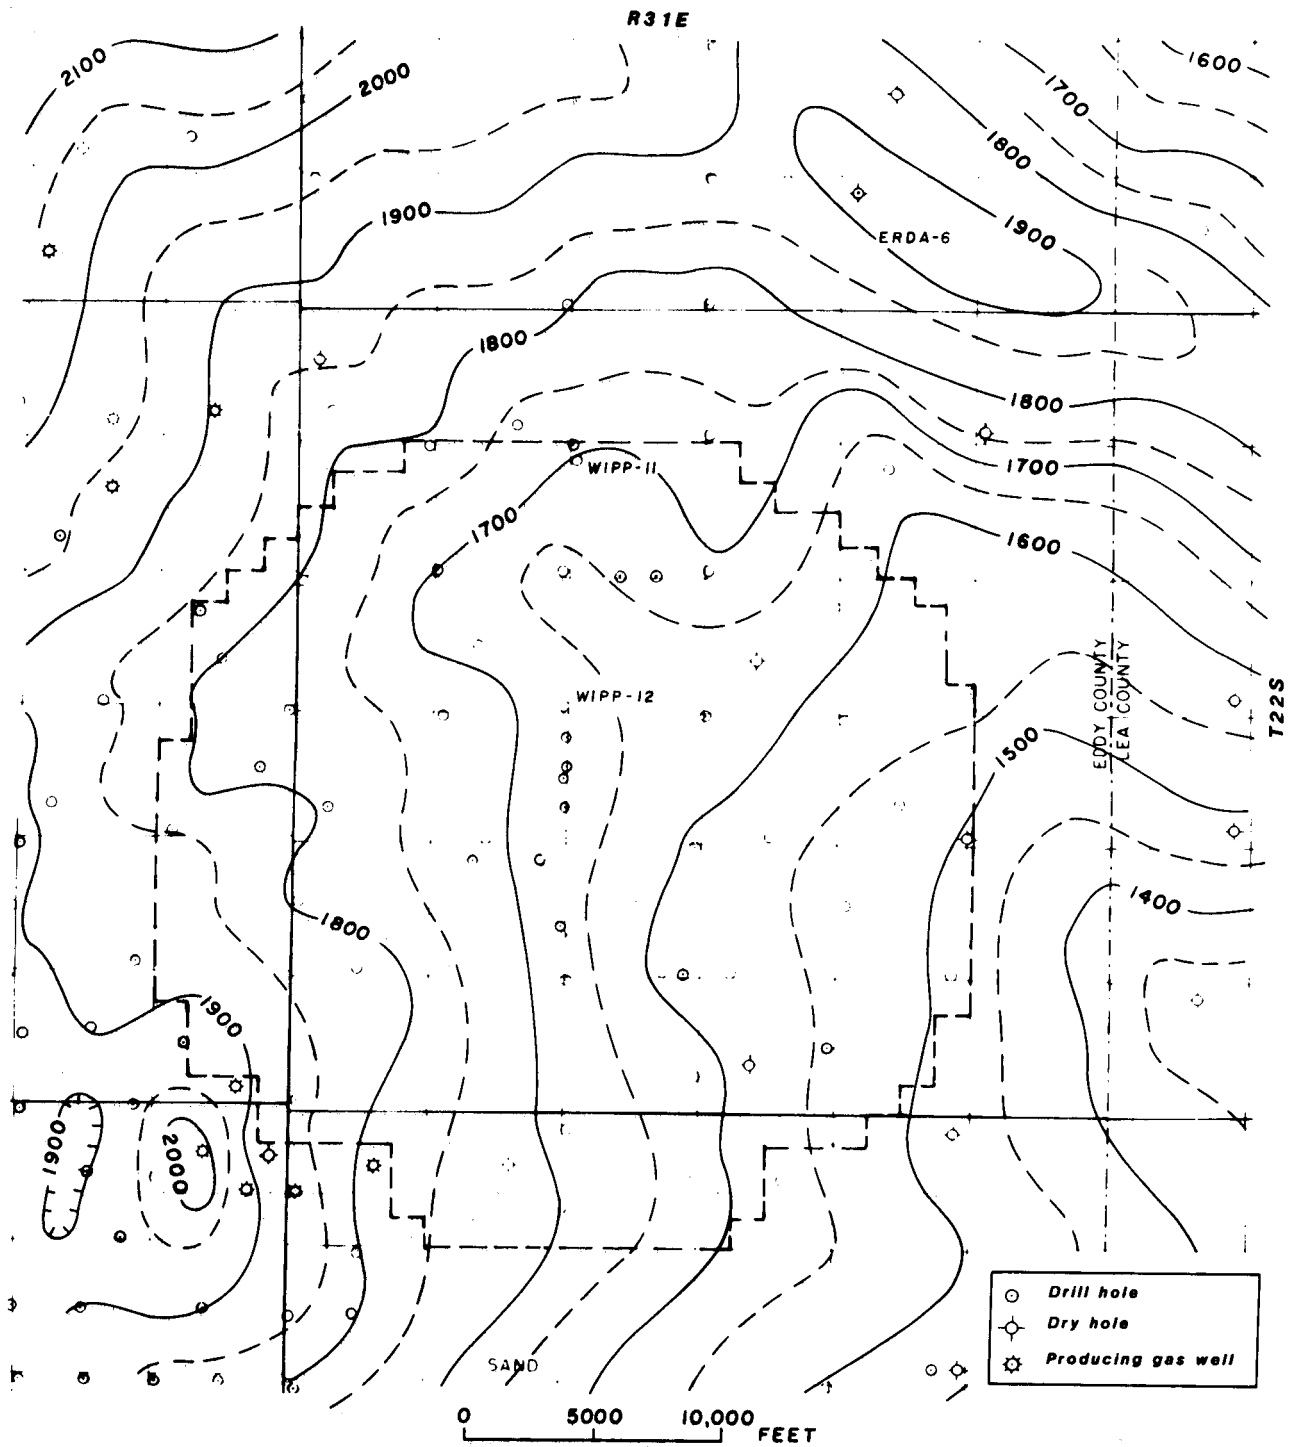 R31E
2100
2000
1600
1700
1800
1900
1900
ERDA-6
1800
1800
WIPP-11
1700
1700
1600
EDDY COUNTY
LEA COUNTY
T22S
WIPP-12
1500
1400
1800
1900
1900
2000
Drill hole
Dry hole
Producing gas well
SAND
0 5000 10,000 FEET